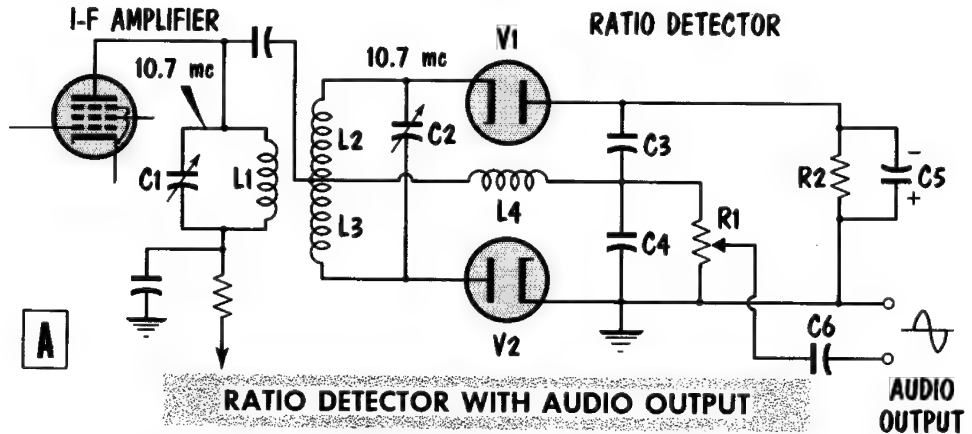 I-F AMPLIFIER
RATIO DETECTOR
V1
10.7 mc
10.7 mc
L2
C2
C3
C1
L1
R2
C5
−
+
L4
R1
L3
C4
V2
C6
A
RATIO DETECTOR WITH AUDIO OUTPUT
AUDIO
OUTPUT